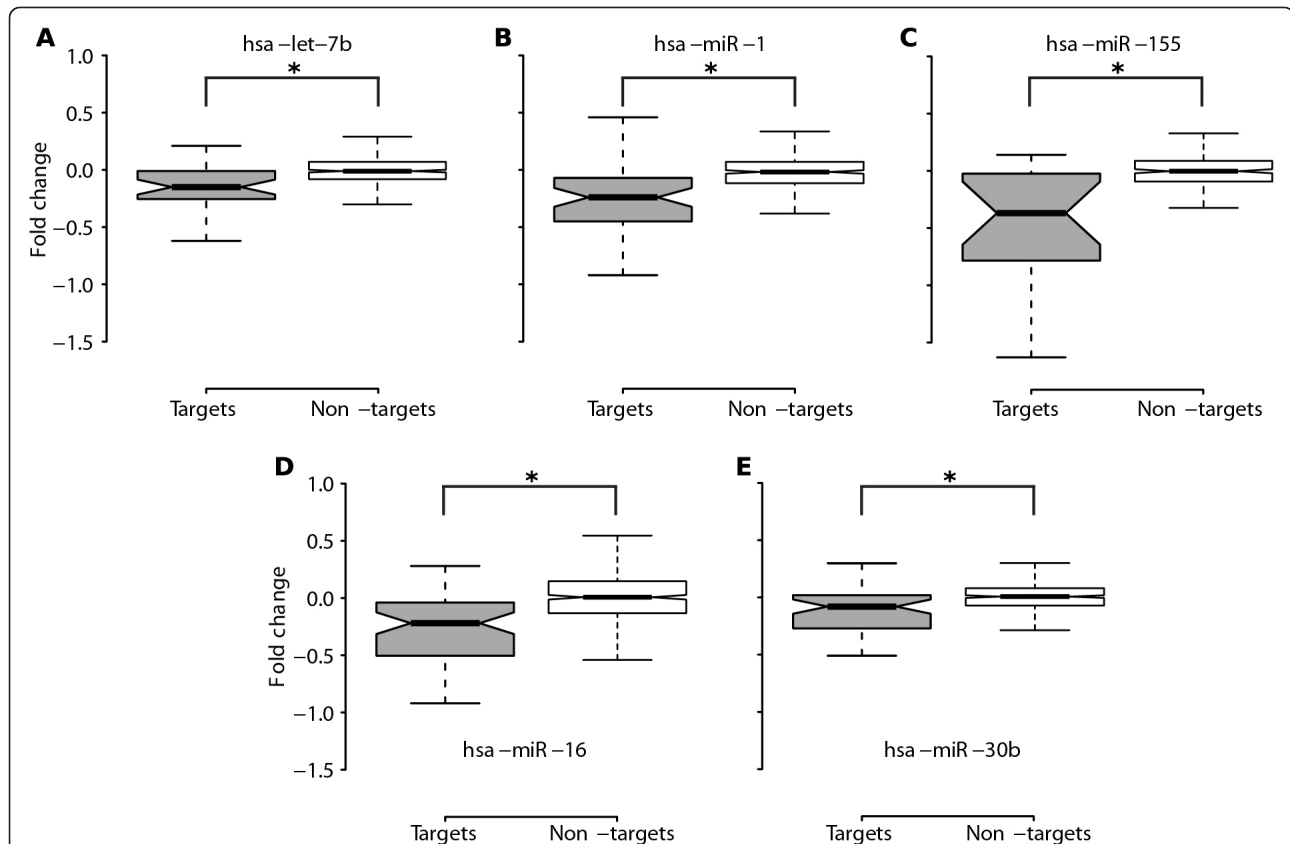 A
hsa-let-7b
*
B
hsa-miR-1
*
C
hsa-miR-155
*
Fold change
1.0
0.5
0.0
−0.5
−1.0
−1.5
Targets Non-targets
Targets Non-targets
Targets Non-targets
D
*
E
*
Fold change
1.0
0.5
0.0
−0.5
−1.0
−1.5
hsa-miR-16
hsa-miR-30b
Targets Non-targets
Targets Non-targets